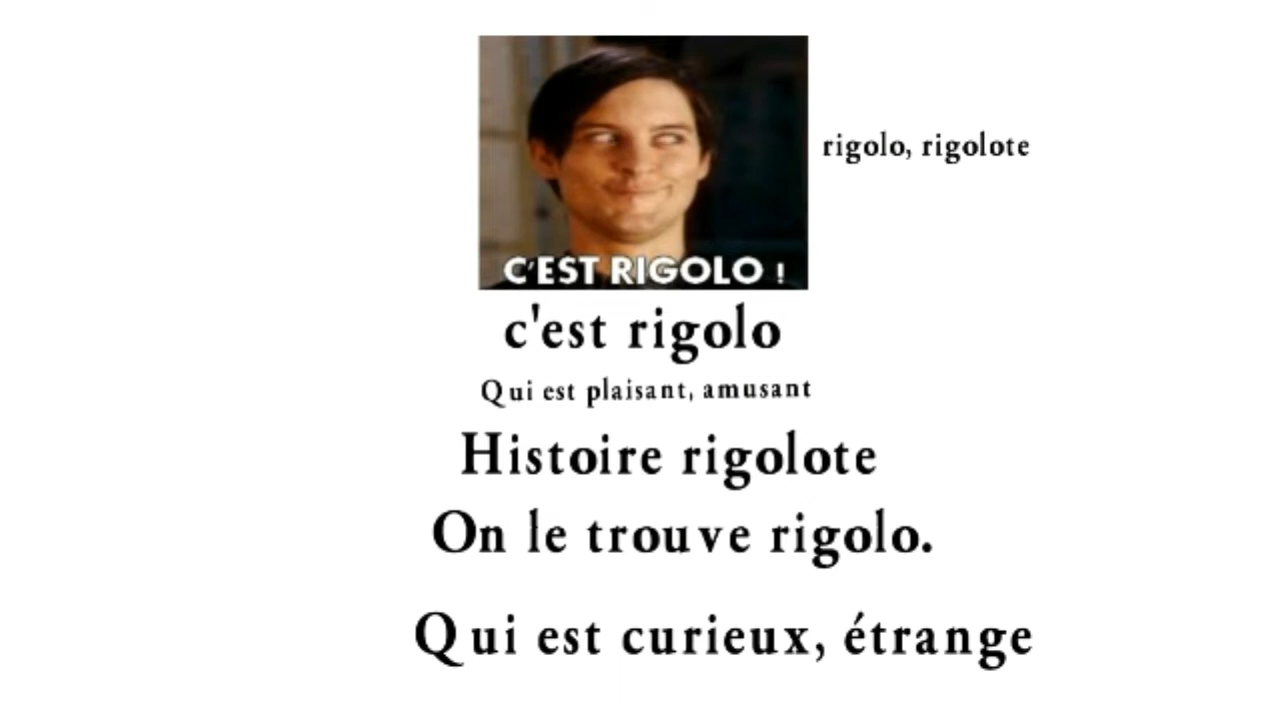 rigolo, rigolote
C'EST RIGOLO !
c'est rigolo
Qui est plaisant, amusant
Histoire rigolote
On le trouve rigolo.
Qui est curieux, étrange